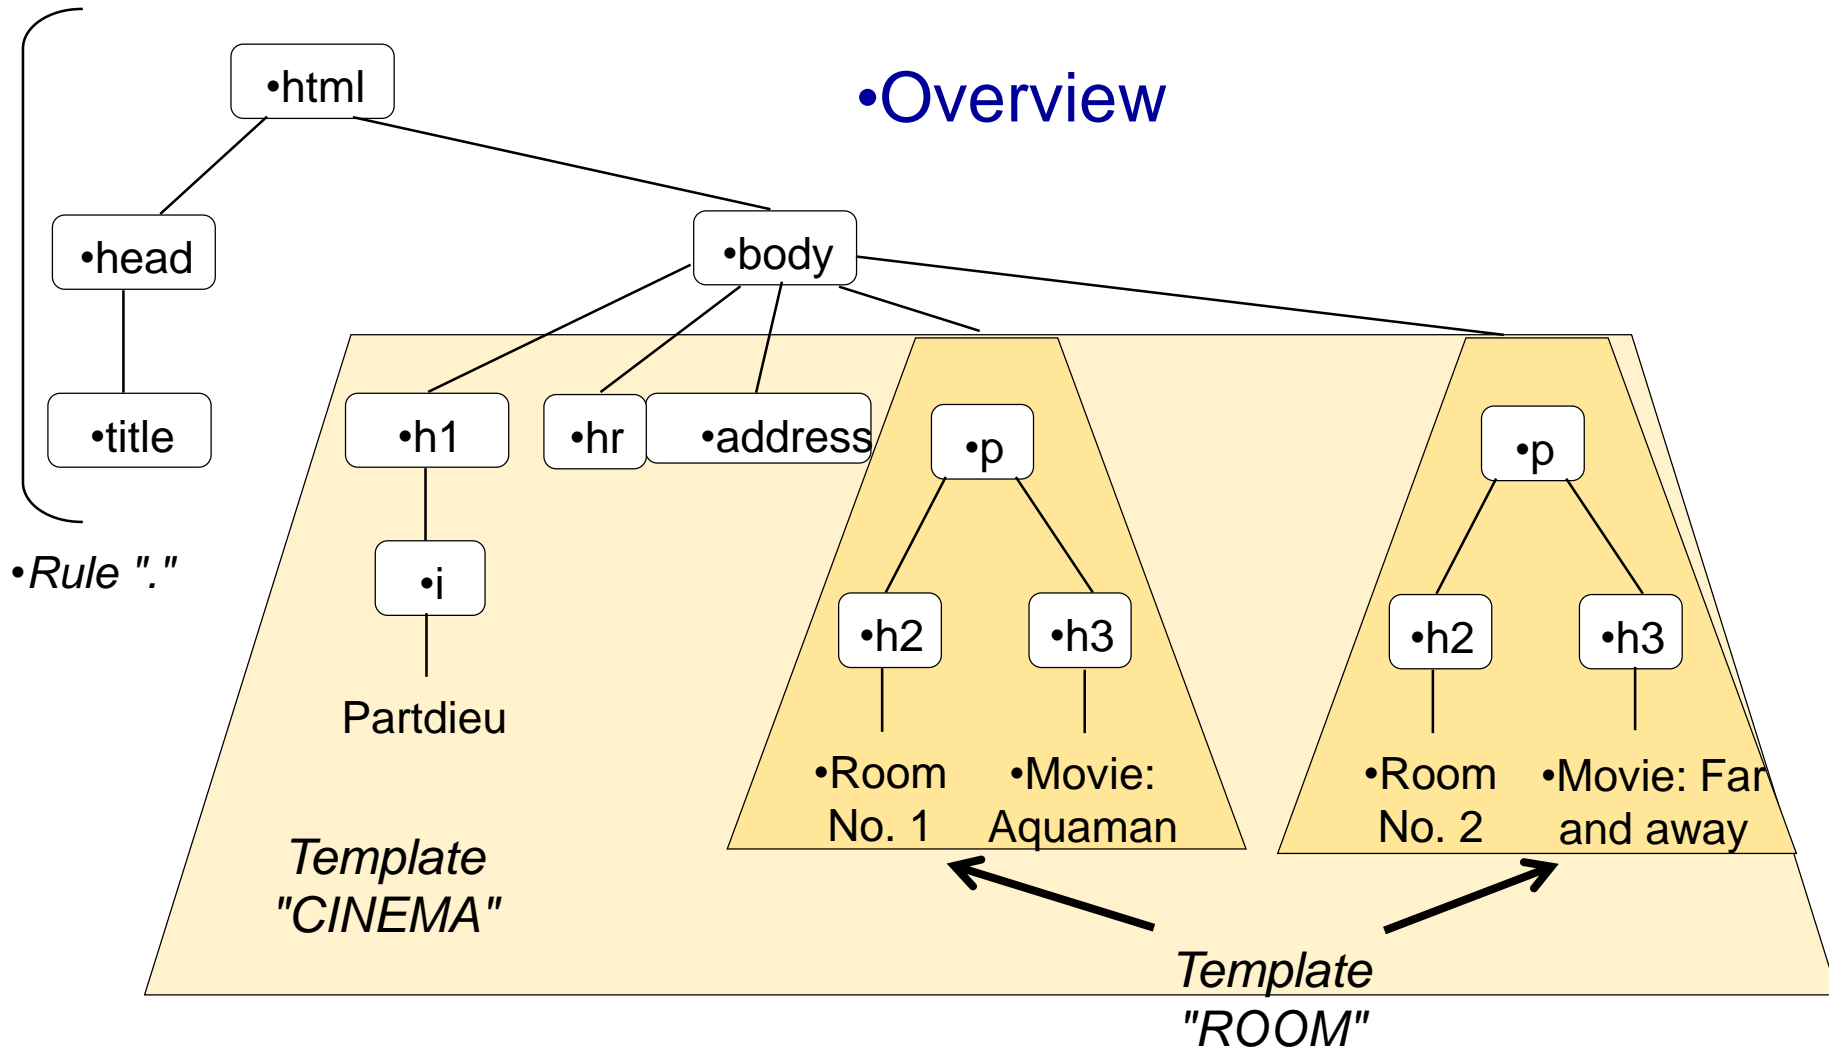 •html
•Overview
•head
•body
•title
•h1
•hr
•address
•p
•p
•Rule "."
•i
•h2
•h3
•h2
•h3
Partdieu
•Room
No. 1
•Movie:
Aquaman
•Room
No. 2
•Movie: Far
and away
Template
"CINEMA"
Template
"ROOM"